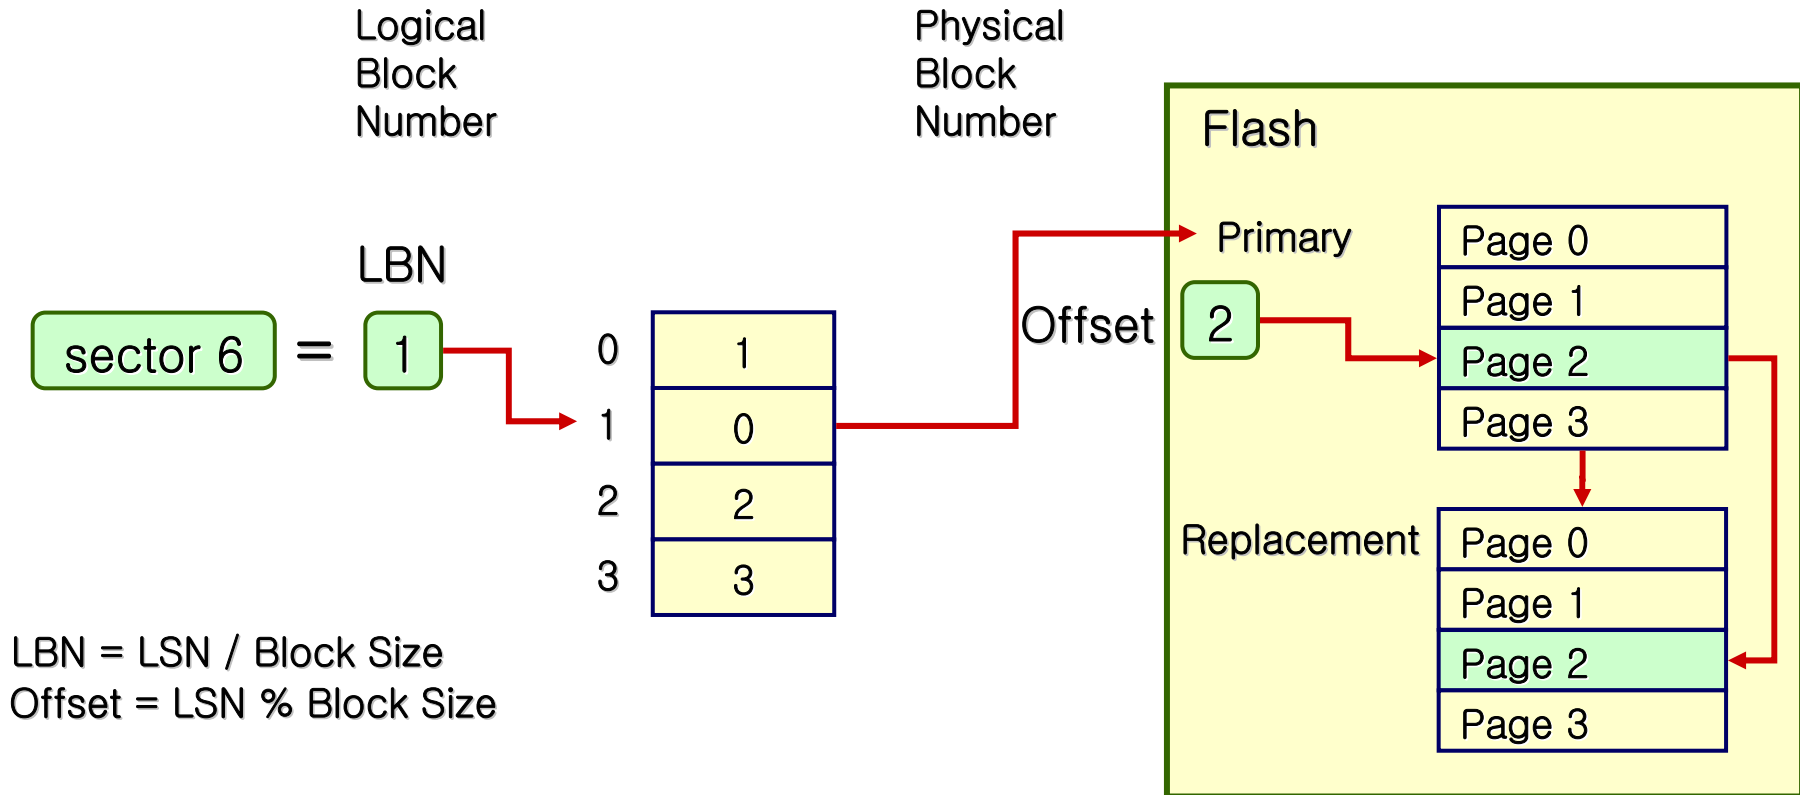 Logical
Block
Number
Physical
Block
Number
Flash
Primary
Page 0
Page 1
Page 2
Page 3
LBN
sector 6 = 1
Offset 2
0 1
1 0
2 2
3 3
Replacement
Page 0
Page 1
Page 2
Page 3
LBN = LSN / Block Size
Offset = LSN % Block Size